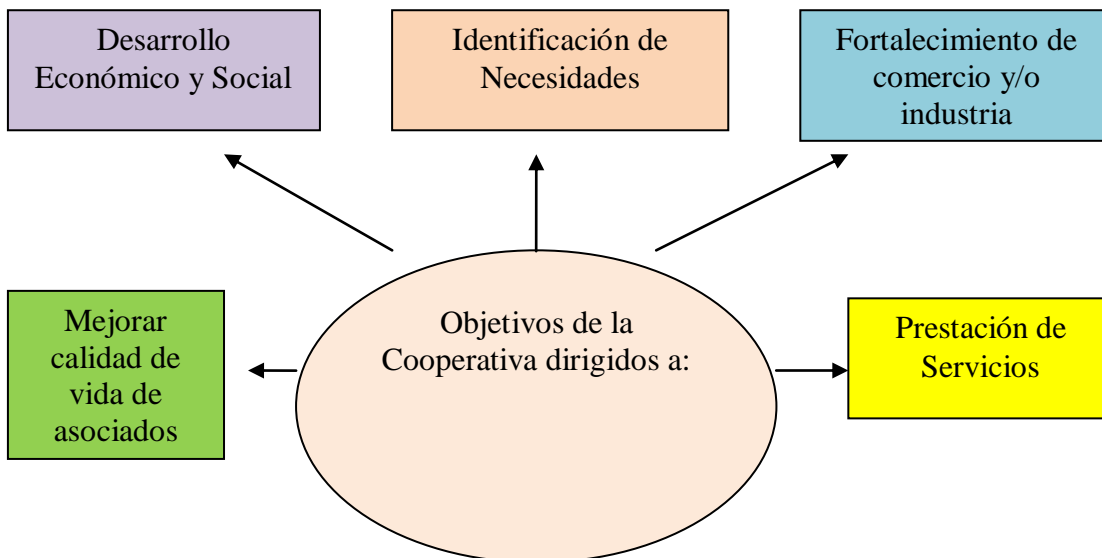 Desarrollo
Económico y Social
Identificación de
Necesidades
Fortalecimiento de
comercio y/o
industria
Mejorar
calidad de
vida de
asociados
Objetivos de la
Cooperativa dirigidos a:
Prestación de
Servicios